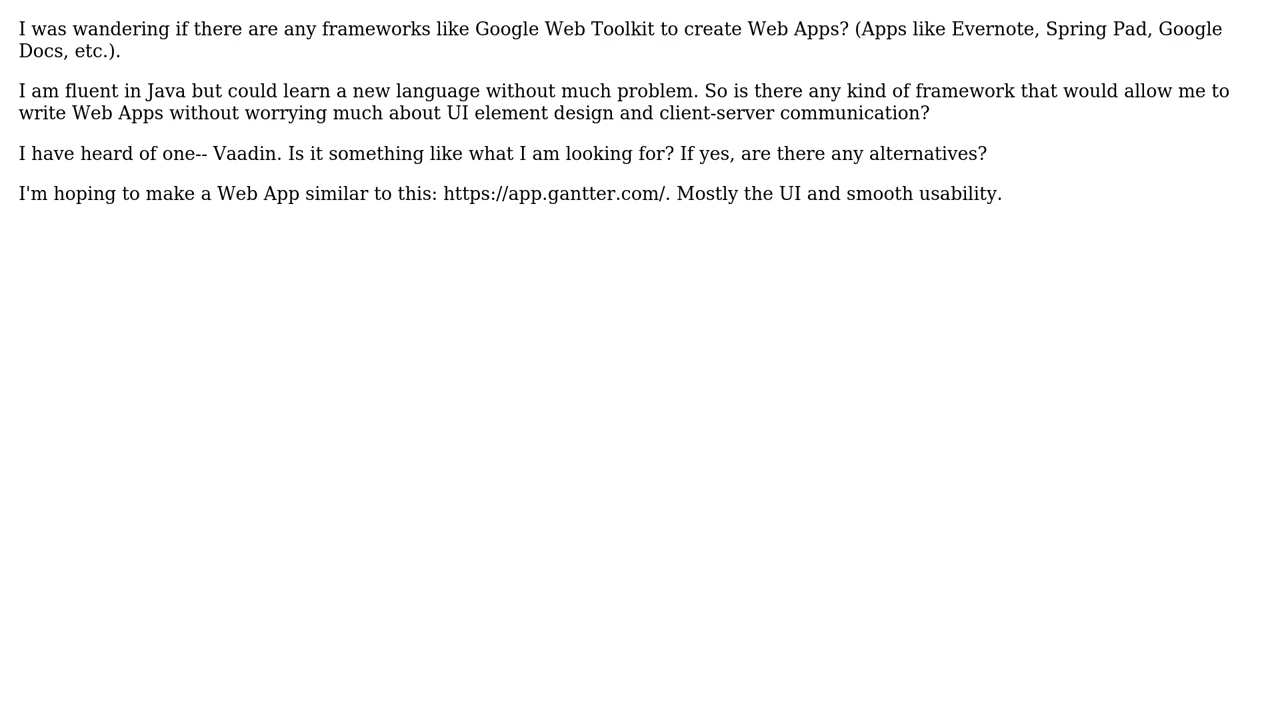 I was wandering if there are any frameworks like Google Web Toolkit to create Web Apps? (Apps like Evernote, Spring Pad, Google
Docs, etc.).
I am fluent in Java but could learn a new language without much problem. So is there any kind of framework that would allow me to
write Web Apps without worrying much about UI element design and client-server communication?
I have heard of one-- Vaadin. Is it something like what I am looking for? If yes, are there any alternatives?
I'm hoping to make a Web App similar to this: https://app.gantter.com/. Mostly the UI and smooth usability.